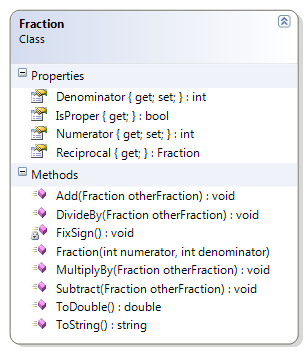 Fraction
Class
Properties
Denominator { get; set; } : int
IsProper { get; } : bool
Numerator { get; set; } : int
Reciprocal { get; } : Fraction
Methods
Add(Fraction otherFraction) : void
DivideBy(Fraction otherFraction) : void
FixSign() : void
Fraction(int numerator, int denominator)
MultiplyBy(Fraction otherFraction) : void
Subtract(Fraction otherFraction) : void
ToDouble() : double
ToString() : string